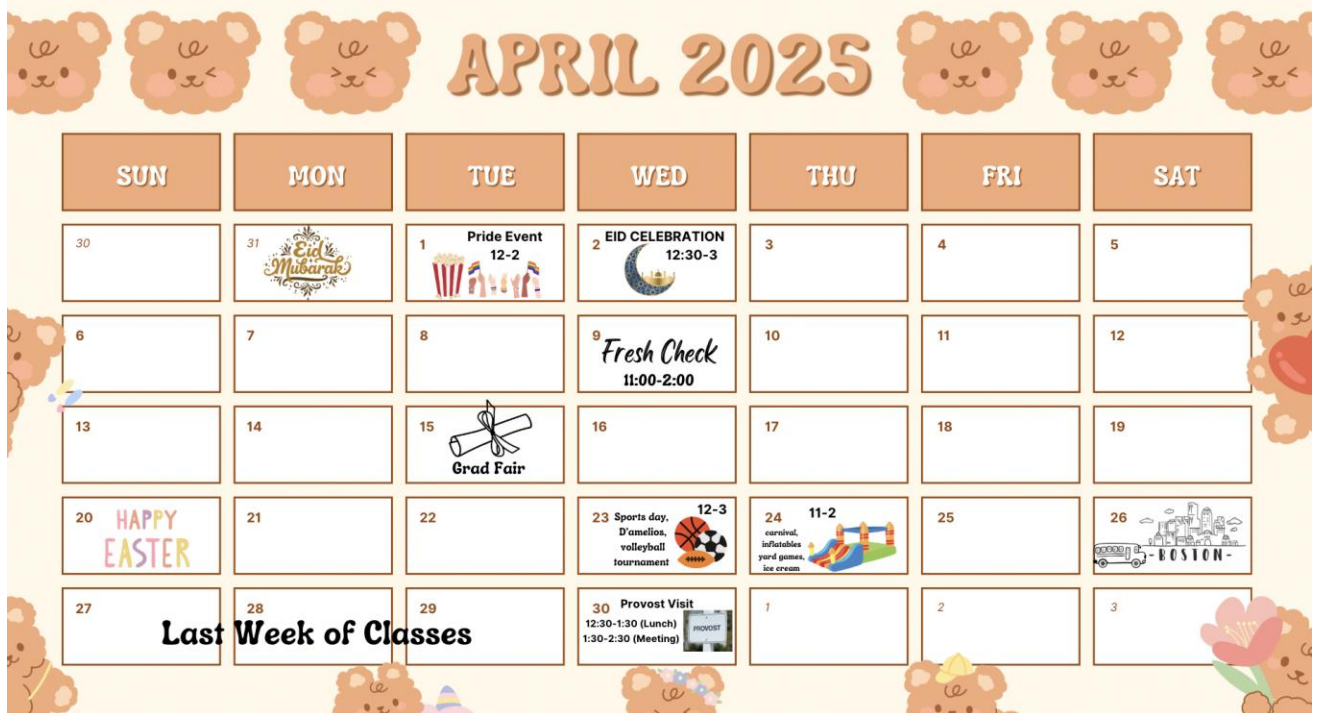 APRIL 2025
SUN MON TUE WED THU FRI SAT
30
31
Eid
Mubarak
1
Pride Event
12-2
2
EID CELEBRATION
12:30-3
3
4
5
6
7
8
9
Fresh Check
11:00-2:00
10
11
12
13
14
15
Grad Fair
16
17
18
19
20
HAPPY
EASTER
21
22
23
12-3
Sports day,
D'amelios,
volleyball
tournament
24
11-2
carnival,
inflatables
yard games,
ice cream
25
26
-BOSTON-
27
28
29
Last Week of Classes
30
Provost Visit
12:30-1:30 (Lunch)
1:30-2:30 (Meeting)
PROVOST
1
2
3